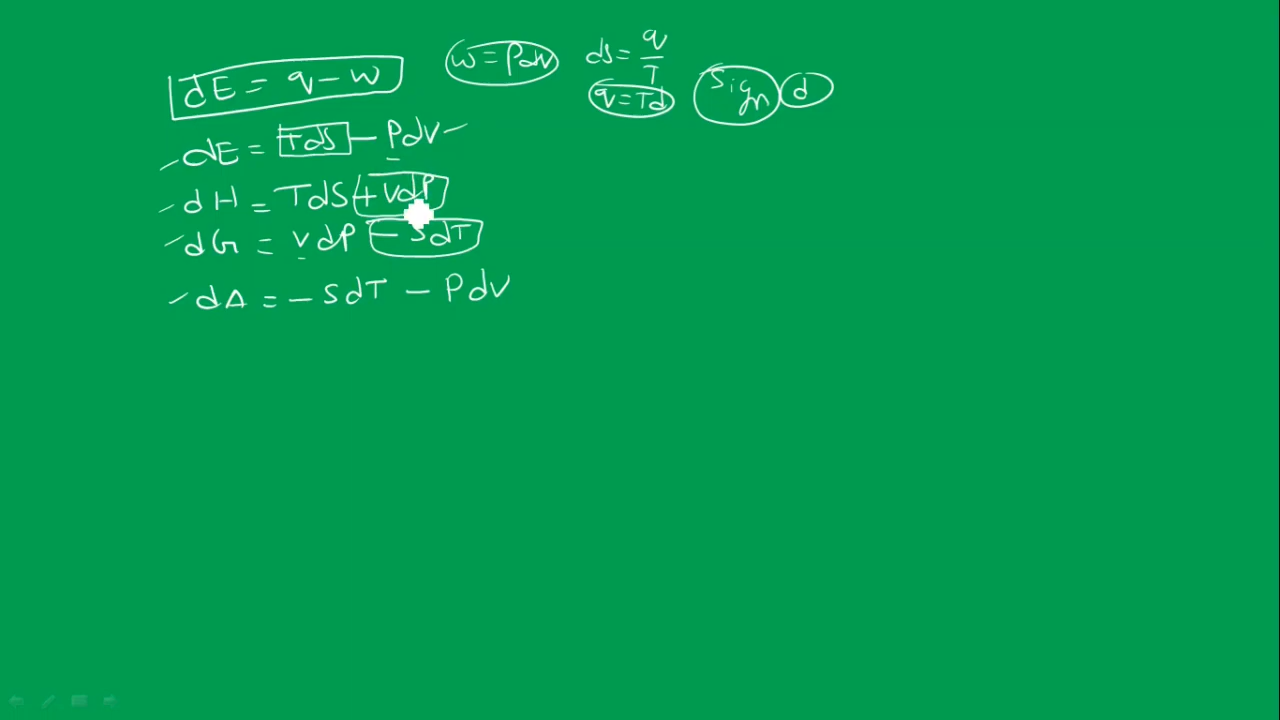 dE = q - w   w = PdV   ds = q/T
q = Td   Sign d
dE = TdS - PdV
dH = TdS + VdP
dG = VdP - SdT
dA = - SdT - PdV